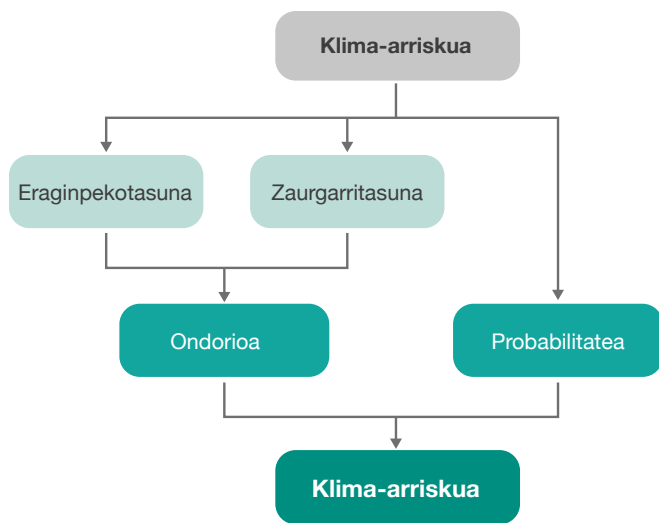 Klima-arriskua
Eraginpekotasuna
Zaurgarritasuna
Ondorioa
Probabilitatea
Klima-arriskua